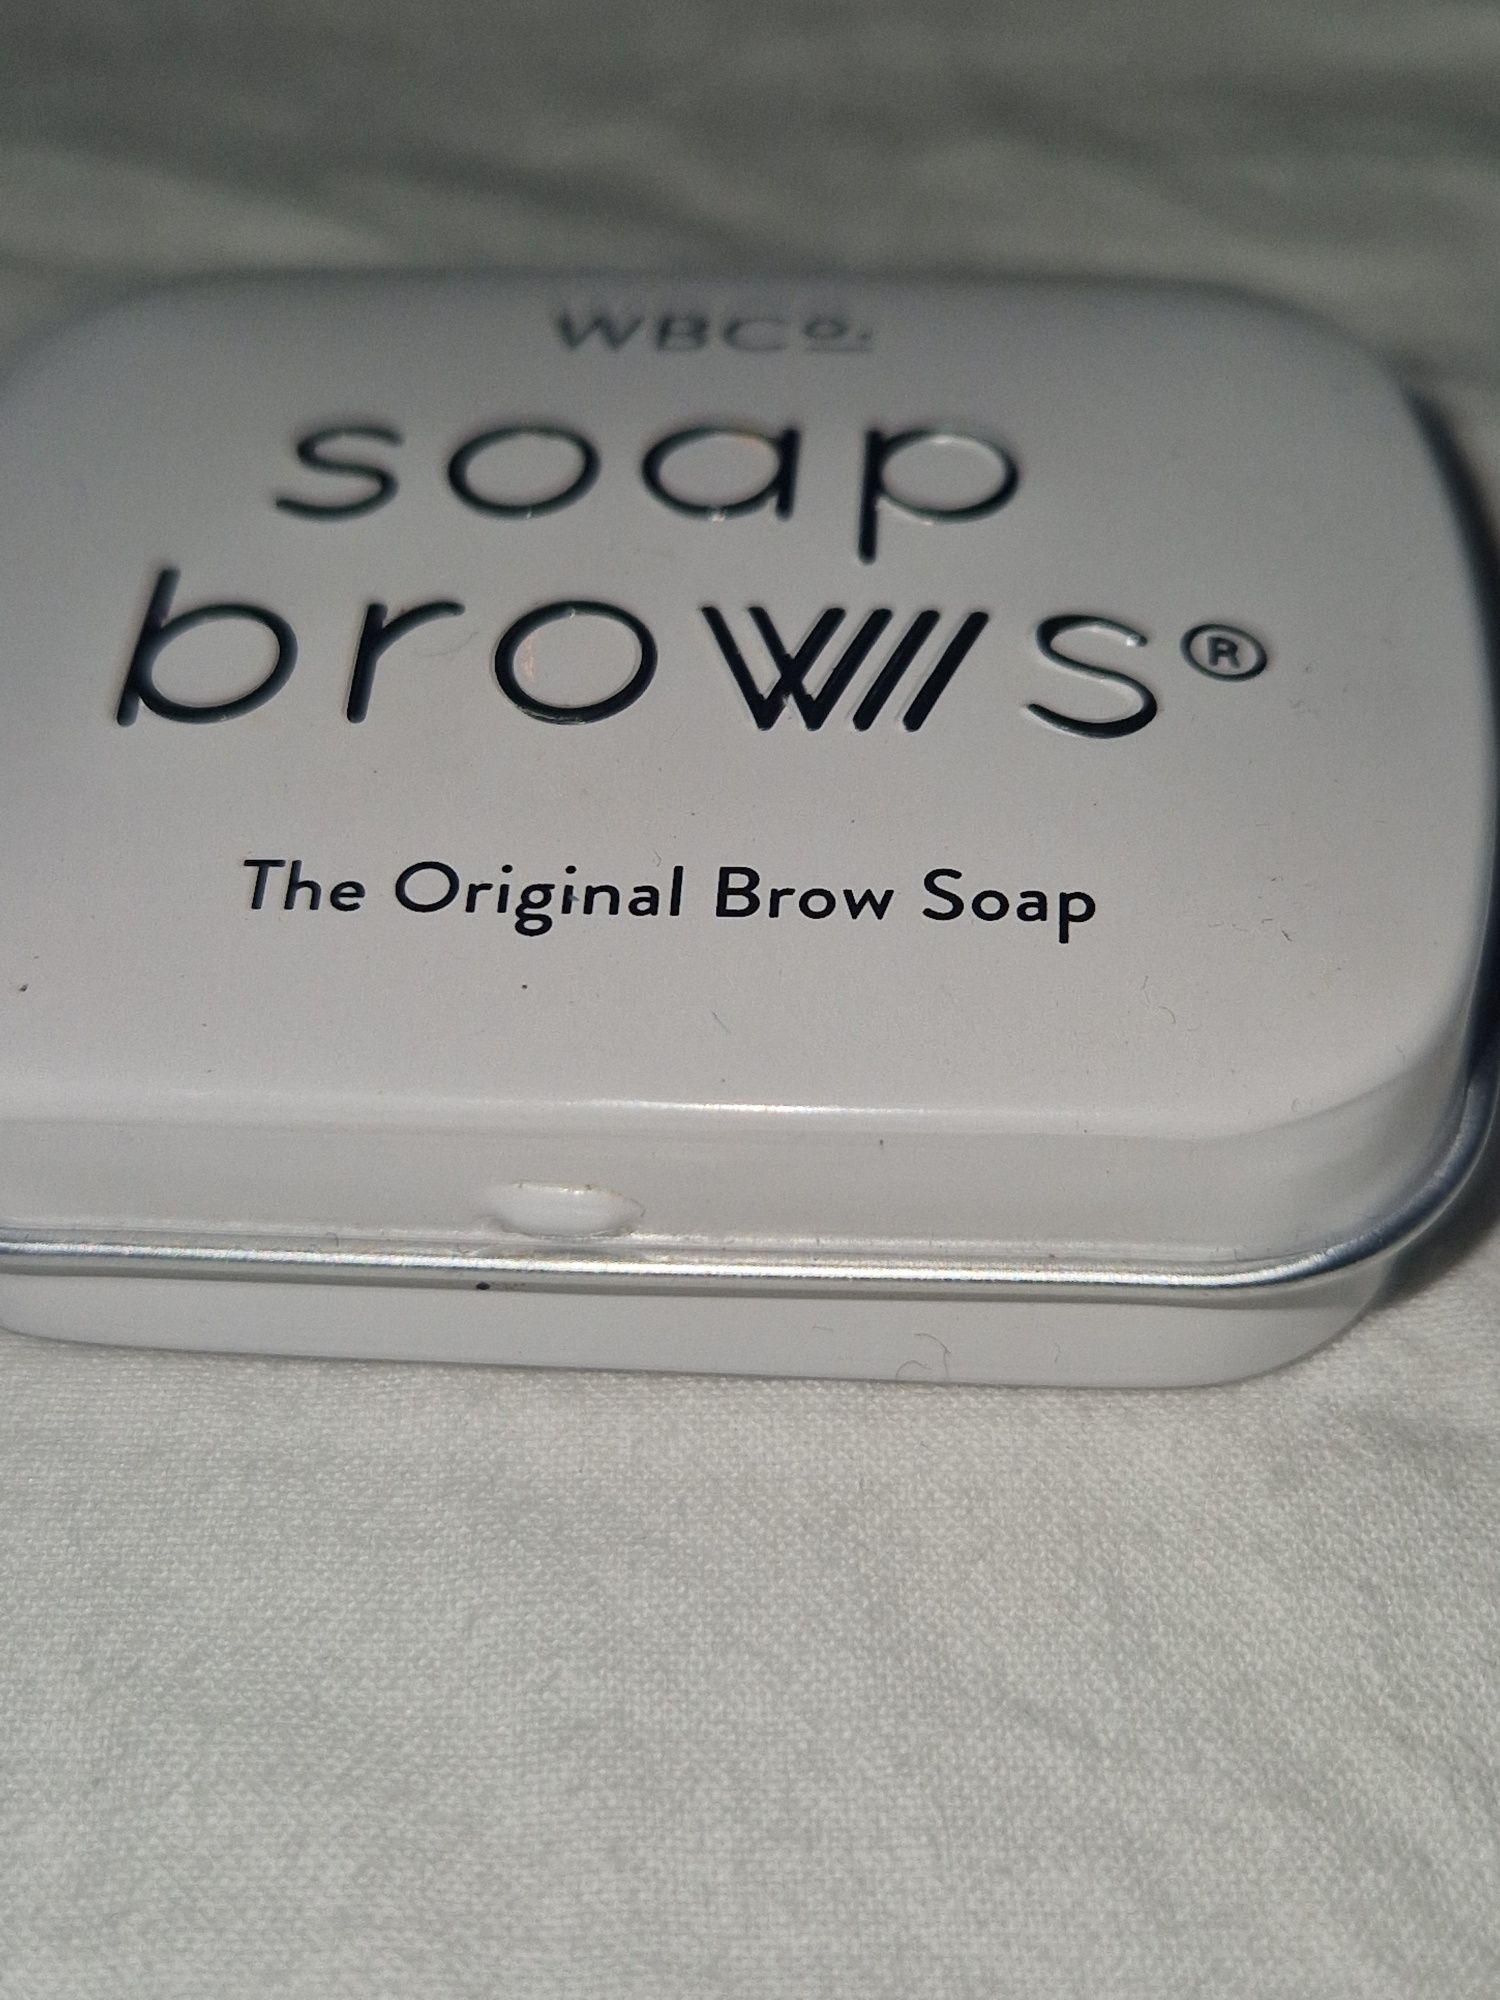 WBCo.
soap
brows®
The Original Brow Soap